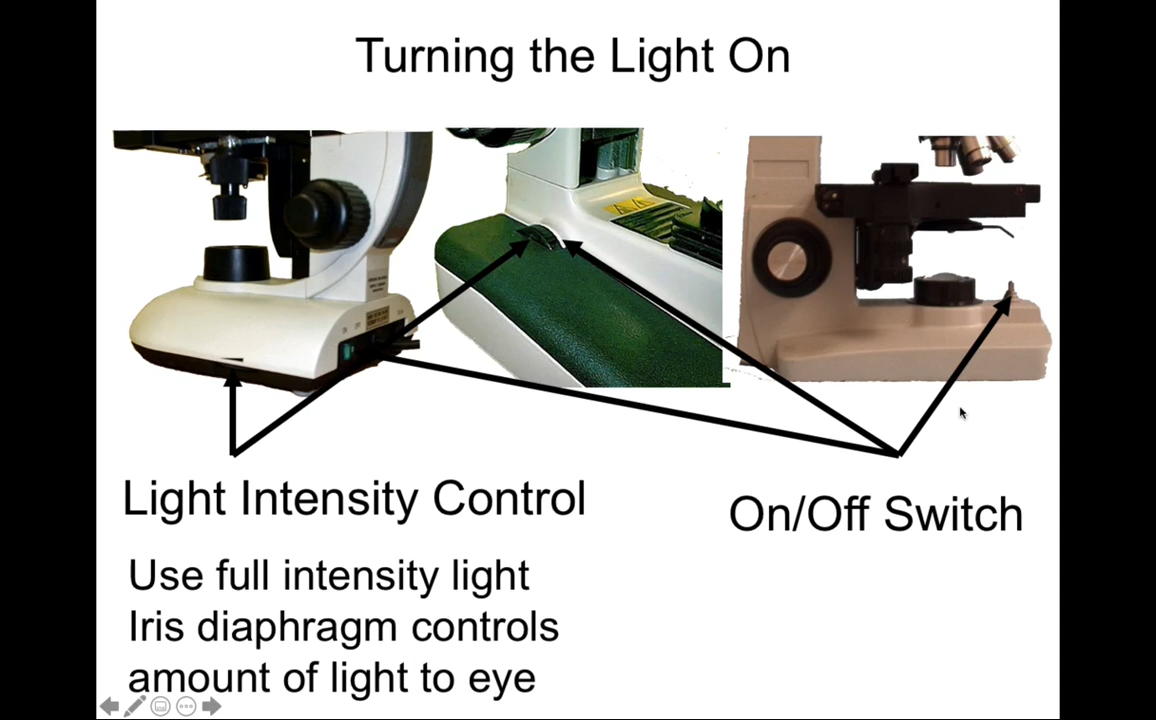 Turning the Light On
Light Intensity Control
On/Off Switch
Use full intensity light
Iris diaphragm controls
amount of light to eye